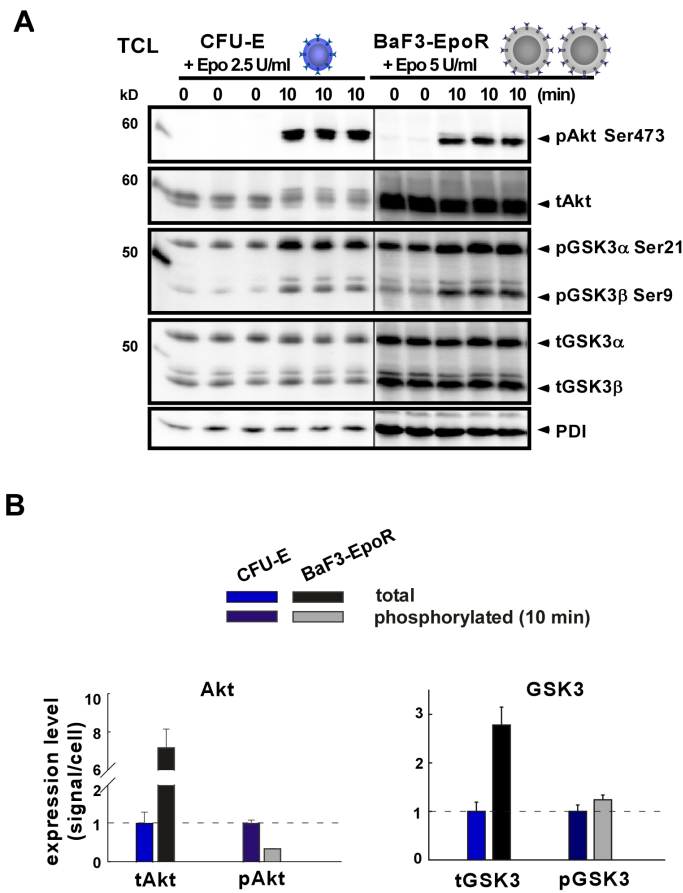 A
TCL CFU-E BaF3-EpoR
+ Epo 2.5 U/ml + Epo 5 U/ml
kD 0 0 0 10 10 10 0 0 10 10 10 (min)
60 pAkt Ser473
60 tAkt
50 pGSK3α Ser21
pGSK3β Ser9
50 tGSK3α
tGSK3β
PDI
B
CFU-E BaF3-EpoR
total
phosphorylated (10 min)
Akt
expression level
(signal/cell)
10
8
6
2
1
0
tAkt pAkt
GSK3
3
2
1
0
tGSK3 pGSK3